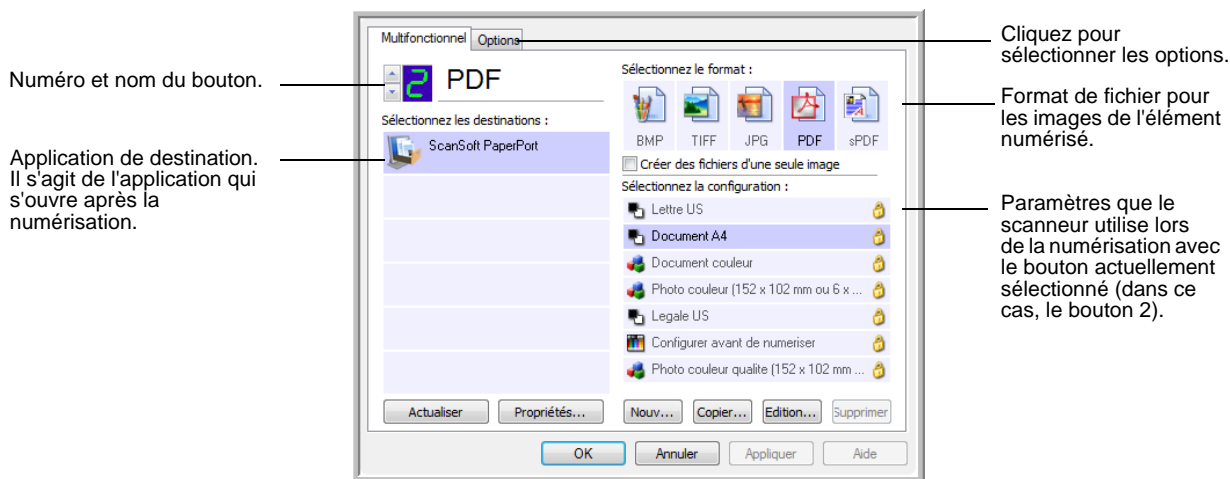 Numéro et nom du bouton.
Application de destination.
Il s'agit de l'application qui
s'ouvre après la
numérisation.
Multifonctionnel
Options
2
PDF
Sélectionnez les destinations :
ScanSoft PaperPort
Actualiser
Propriétés...
Sélectionnez le format :
BMP
TIFF
JPG
PDF
sPDF
Créer des fichiers d'une seule image
Sélectionnez la configuration :
Lettre US
Document A4
Document couleur
Photo couleur (152 x 102 mm ou 6 x ...
Legale US
Configurer avant de numeriser
Photo couleur qualite (152 x 102 mm ...
Nouv...
Copier...
Edition...
Supprimer
OK
Annuler
Appliquer
Aide
Cliquez pour
sélectionner les options.
Format de fichier pour
les images de l'élément
numérisé.
Paramètres que le
scanneur utilise lors
de la numérisation avec
le bouton actuellement
sélectionné (dans ce
cas, le bouton 2).